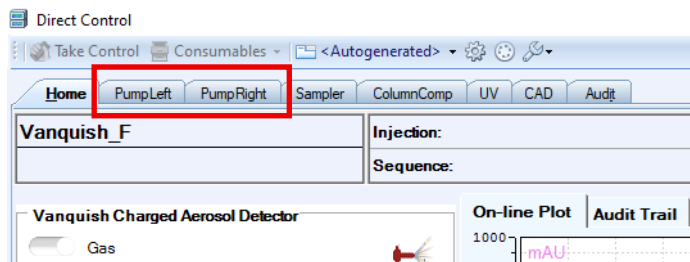 Direct Control
Take Control Consumables <Autogenerated>
Home PumpLeft PumpRight Sampler ColumnComp UV CAD Audit
Vanquish_F Injection:
Sequence:
Vanquish Charged Aerosol Detector On-line Plot Audit Trail
Gas 1000 mAU